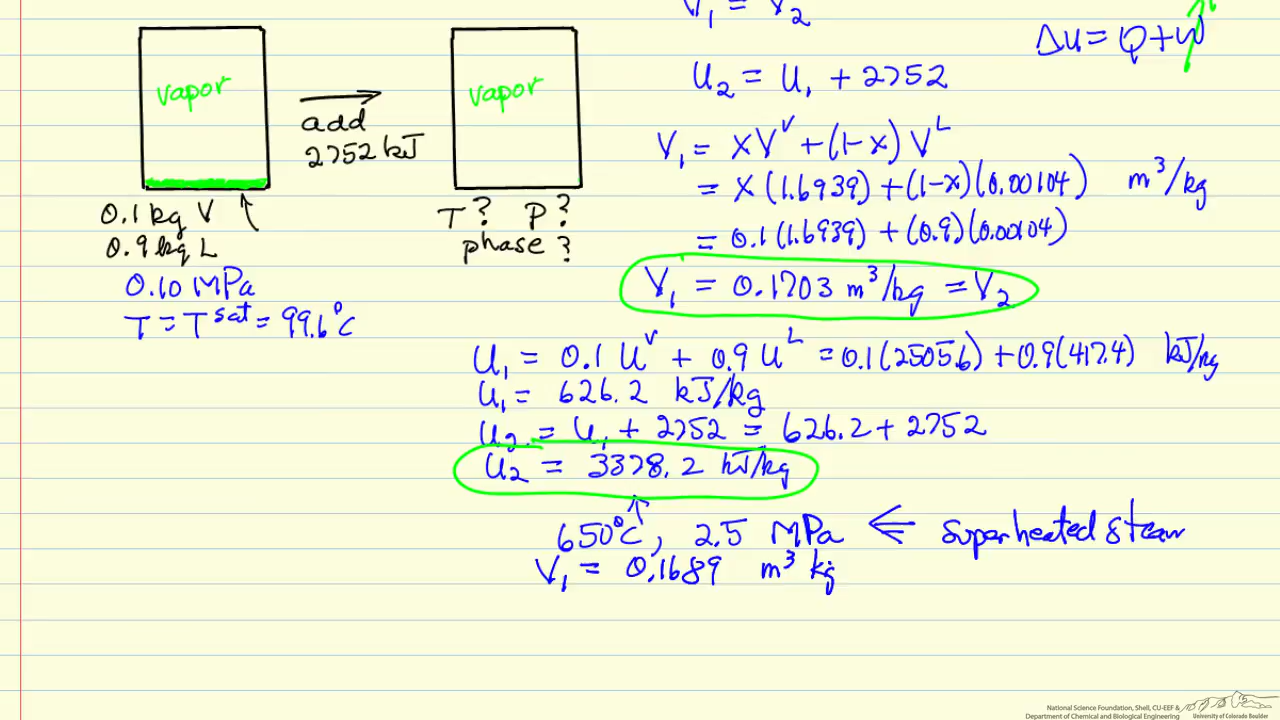 V₁ = V₂
ΔU = Q + W
U₂ = U₁ + 2752
vapor
add
2752 kJ
vapor
0.1 kg V
0.9 kg L
0.10 MPa
T = T^sat = 99.6°C
T? P?
phase?
V₁ = xV^V + (1-x) V^L
= x(1.6939) + (1-x)(0.00104) m³/kg
= 0.1(1.6939) + (0.9)(0.00104)
V₁ = 0.1703 m³/kg = V₂
U₁ = 0.1 U^V + 0.9 U^L = 0.1(2505.6) + 0.9(417.4) kJ/kg
U₁ = 626.2 kJ/kg
U₂ = U₁ + 2752 = 626.2 + 2752
U₂ = 3378.2 kJ/kg
650°C, 2.5 MPa ⇐ superheated steam
V₁ = 0.1689 m³ kg
National Science Foundation, Shell, CU-EEF &
Department of Chemical and Biological Engineering
University of Colorado Boulder